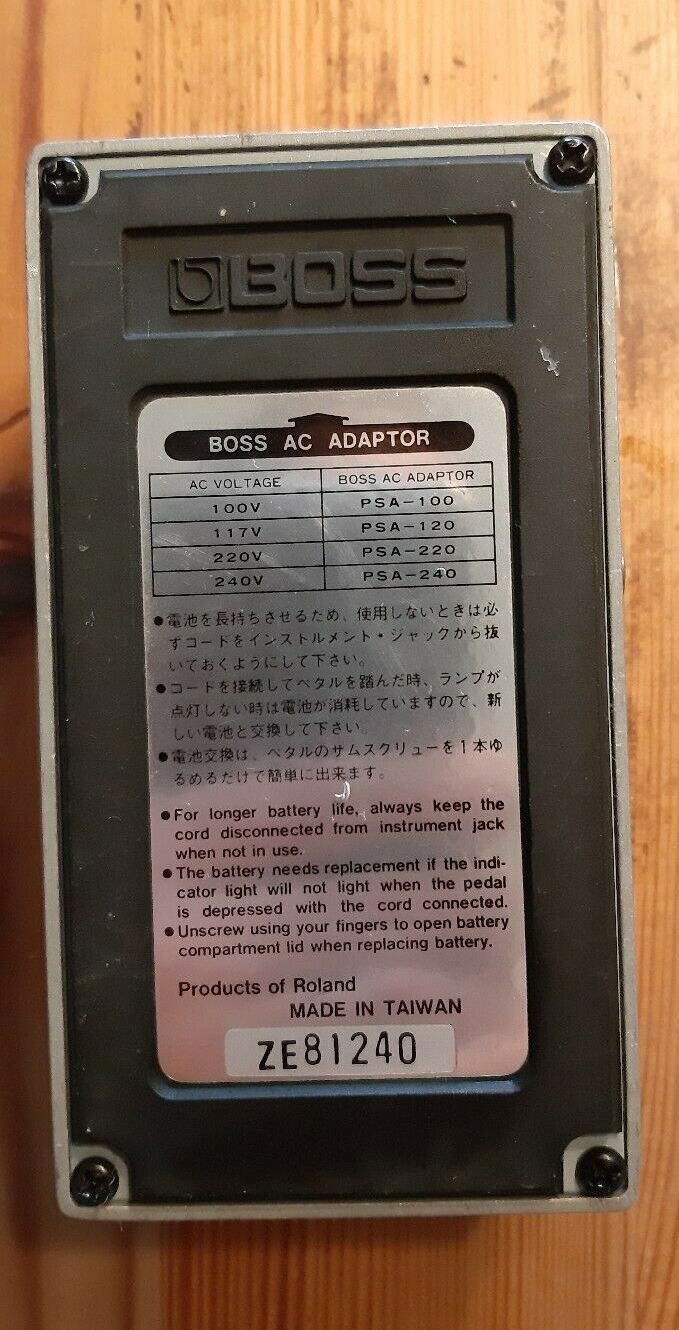 BOSS
BOSS AC ADAPTOR
AC VOLTAGE BOSS AC ADAPTOR
100V PSA-100
117V PSA-120
220V PSA-220
240V PSA-240
●電池を長持ちさせるため、使用しないときは必
ずコードをインストルメント・ジャックから抜
いておくようにして下さい。
●コードを接続してペタルを踏んだ時、ランプが
点灯しない時は電池が消耗していますので、新
しい電池と交換して下さい。
●電池交換は、ペタルのサムスクリューを1本ゆ
るめるだけで簡単に出来ます。
●For longer battery life, always keep the
cord disconnected from instrument jack
when not in use.
●The battery needs replacement if the indi-
cator light will not light when the pedal
is depressed with the cord connected.
●Unscrew using your fingers to open battery
compartment lid when replacing battery.
Products of Roland
MADE IN TAIWAN
ZE81240